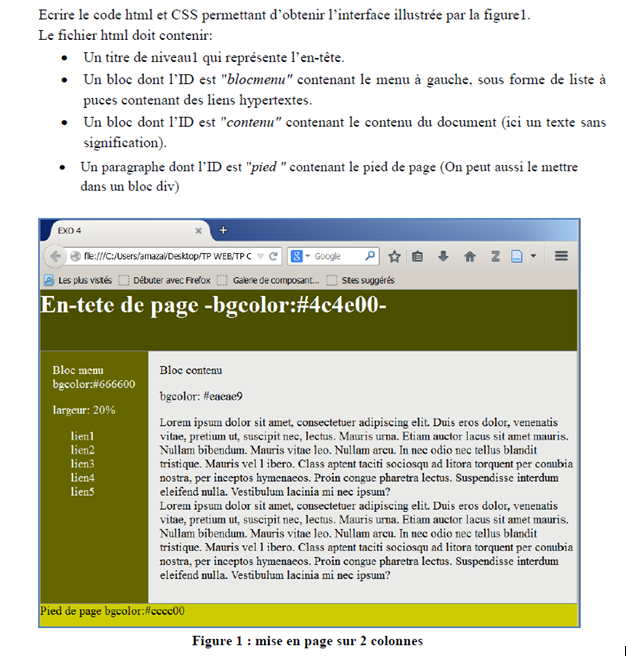 Ecrire le code html et CSS permettant d'obtenir l'interface illustrée par la figure1.
Le fichier html doit contenir:
• Un titre de niveau1 qui représente l'en-tête.
• Un bloc dont l'ID est "blocmenu" contenant le menu à gauche, sous forme de liste à
puces contenant des liens hypertextes.
• Un bloc dont l'ID est "contenu" contenant le contenu du document (ici un texte sans
signification).
• Un paragraphe dont l'ID est "pied " contenant le pied de page (On peut aussi le mettre
dans un bloc div)
EXO 4
file:///C:/Users/amazal/Desktop/TP WEB/TP C
Google
Les plus visités Débuter avec Firefox Galerie de composant... Sites suggérés
En-tete de page -bgcolor:#4c4c00-
Bloc menu
bgcolor:#666600
largeur: 20%
lien1
lien2
lien3
lien4
lien5
Bloc contenu
bgcolor: #eaeae9
Lorem ipsum dolor sit amet, consectetuer adipiscing elit. Duis eros dolor, venenatis
vitae, pretium ut, suscipit nec, lectus. Mauris urna. Etiam auctor lacus sit amet mauris.
Nullam bibendum. Mauris vitae leo. Nullam arcu. In nec odio nec tellus blandit
tristique. Mauris vel l ibero. Class aptent taciti sociosqu ad litora torquent per conubia
nostra, per inceptos hymenaeos. Proin congue pharetra lectus. Suspendisse interdum
eleifend nulla. Vestibulum lacinia mi nec ipsum?
Lorem ipsum dolor sit amet, consectetuer adipiscing elit. Duis eros dolor, venenatis
vitae, pretium ut, suscipit nec, lectus. Mauris urna. Etiam auctor lacus sit amet mauris.
Nullam bibendum. Mauris vitae leo. Nullam arcu. In nec odio nec tellus blandit
tristique. Mauris vel l ibero. Class aptent taciti sociosqu ad litora torquent per conubia
nostra, per inceptos hymenaeos. Proin congue pharetra lectus. Suspendisse interdum
eleifend nulla. Vestibulum lacinia mi nec ipsum?
Pied de page bgcolor:#cccc00
Figure 1 : mise en page sur 2 colonnes